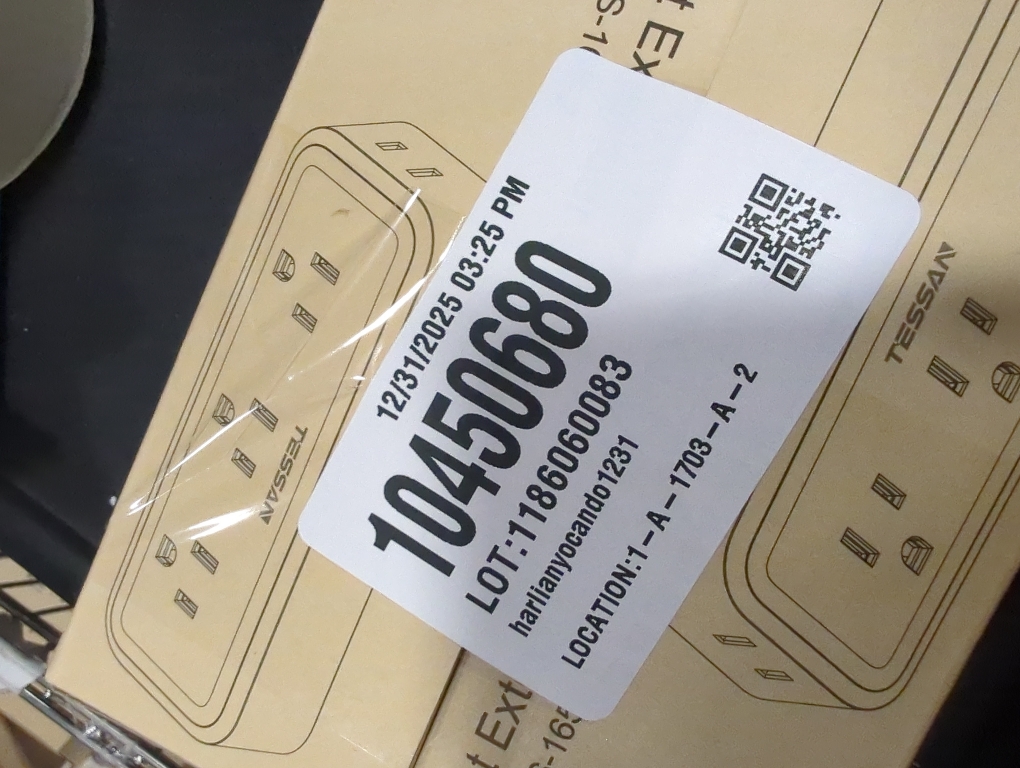 12/31/2025 03:25 PM
10450680
LOT:1186060083
harlianyocando1231
LOCATION:1-A-1703-A-2
TESSAN
TESSAN